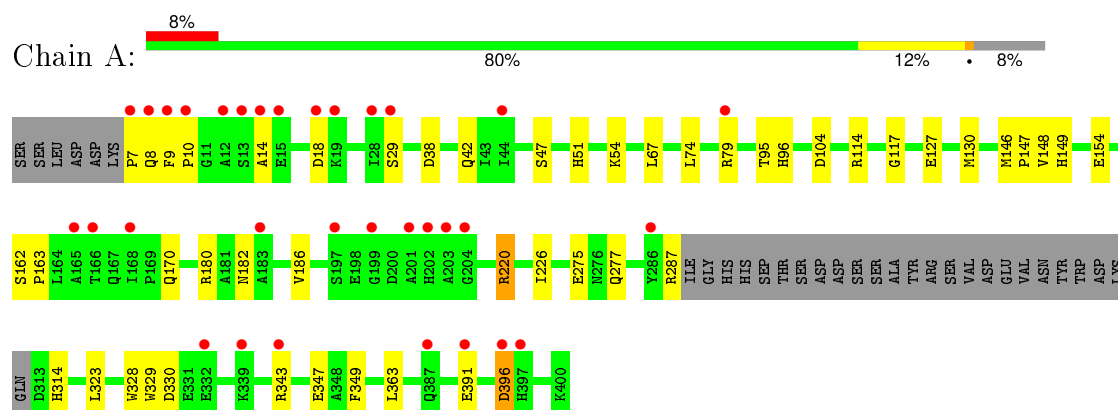 8%
Chain A:
80% 12% • 8%
SER SER LEU ASP ASP LYS P7 Q8 F9 P10 G11 A12 S13 A14 E15 D18 K19 I28 S29 D38 Q42 I43 I44 S47 H51 K54 L67 L74 R79 T95 H96 D104 R114 G117 E127 M130 M146 P147 V148 H149 E154
S162 P163 L164 A165 T166 Q167 I168 P169 Q170 R180 A181 N182 A183 V186 S197 E198 G199 D200 A201 H202 A203 G204 R220 I226 E275 N276 Q277 Y286 R287 ILE GLY HIS HIS SEP THR SER ASP ASP SER SER ALA TYR ARG SER VAL ASP GLU VAL ASN TYR TRP ASP LYS
GLN D313 H314 L323 W328 W329 D330 E331 E332 K339 R343 E347 A348 F349 L363 Q387 E391 D396 H397 K400